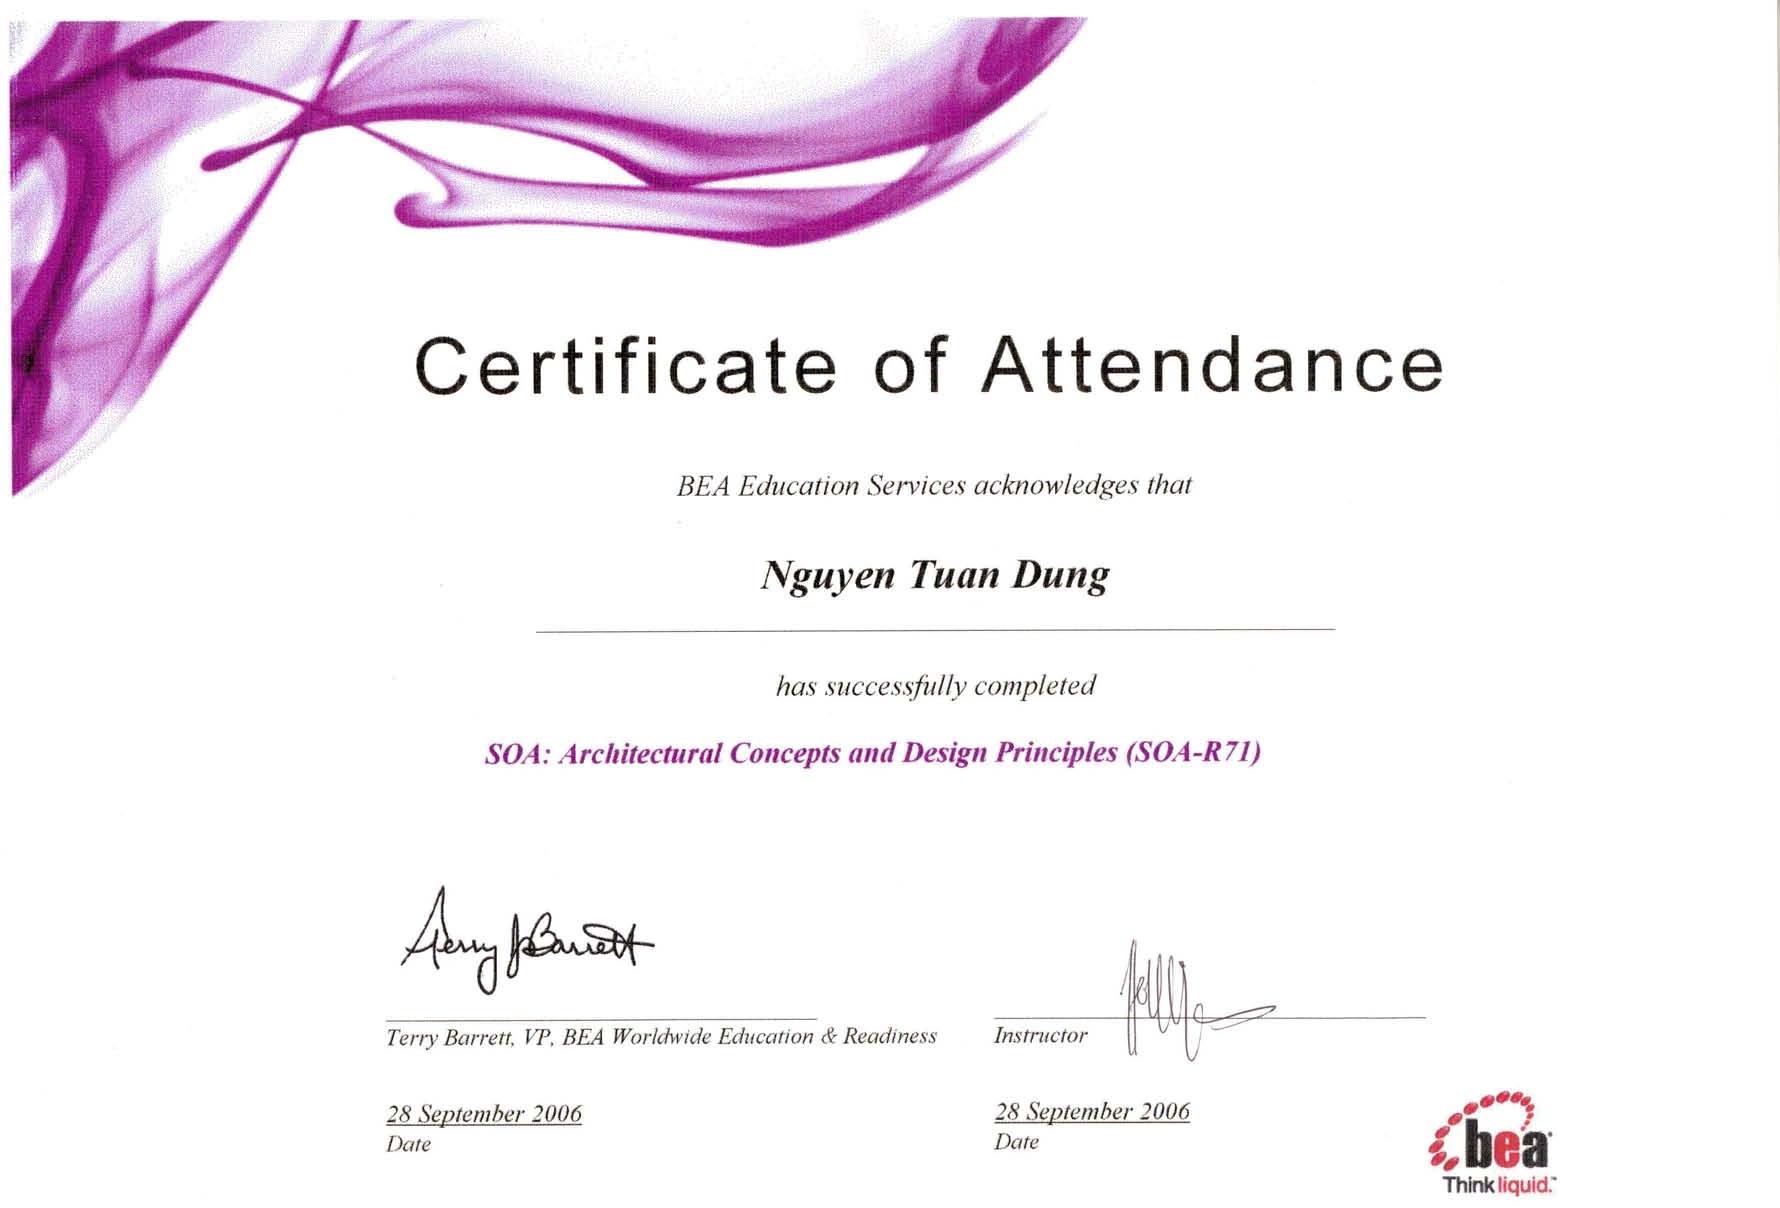 Certificate of Attendance
BEA Education Services acknowledges that
Nguyen Tuan Dung
has successfully completed
SOA: Architectural Concepts and Design Principles (SOA-R71)
Terry J Barrett
Terry Barrett, VP, BEA Worldwide Education & Readiness
Instructor
28 September 2006
Date
28 September 2006
Date
bea
Think liquid.™